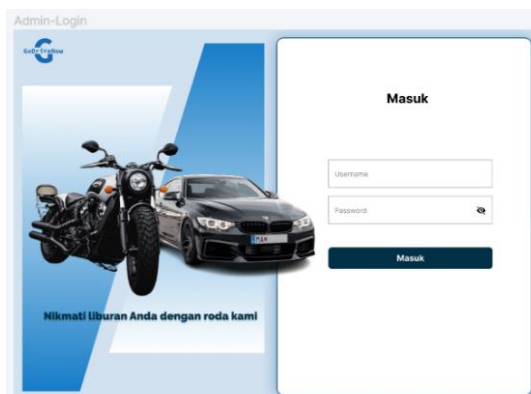 Admin-Login
Masuk
Username
Password
Masuk
Nikmati liburan Anda dengan roda kami